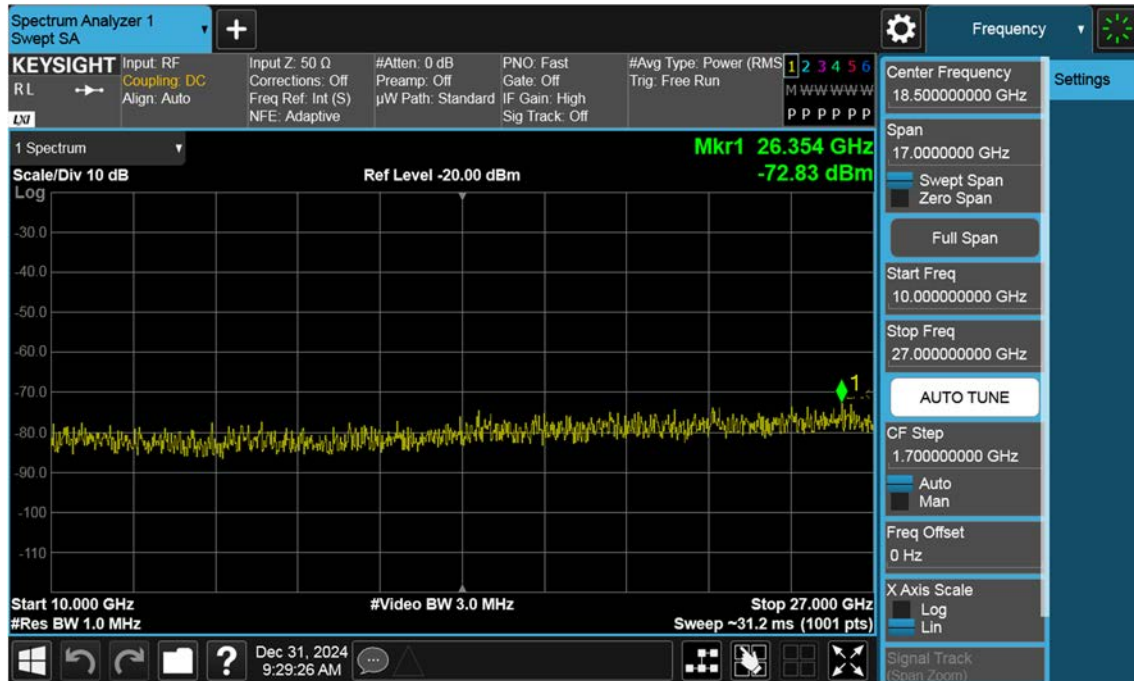 Spectrum Analyzer 1
Swept SA
+
Frequency
KEYSIGHT
RL
LXI
Input: RF
Coupling: DC
Align: Auto
Input Z: 50 Ω
Corrections: Off
Freq Ref: Int (S)
NFE: Adaptive
#Atten: 0 dB
Preamp: Off
µW Path: Standard
PNO: Fast
Gate: Off
IF Gain: High
Sig Track: Off
#Avg Type: Power (RMS
Trig: Free Run
1 2 3 4 5 6
M W W W W W
P P P P P P
1 Spectrum
Scale/Div 10 dB
Ref Level -20.00 dBm
Mkr1 26.354 GHz
-72.83 dBm
Log
-30.0
-40.0
-50.0
-60.0
-70.0
-80.0
-90.0
-100
-110
1
Start 10.000 GHz
#Res BW 1.0 MHz
#Video BW 3.0 MHz
Stop 27.000 GHz
Sweep ~31.2 ms (1001 pts)
Center Frequency
18.500000000 GHz
Span
17.0000000 GHz
Swept Span
Zero Span
Full Span
Start Freq
10.000000000 GHz
Stop Freq
27.000000000 GHz
AUTO TUNE
CF Step
1.700000000 GHz
Auto
Man
Freq Offset
0 Hz
X Axis Scale
Log
Lin
Signal Track
(Span Zoom)
Settings
?
Dec 31, 2024
9:29:26 AM